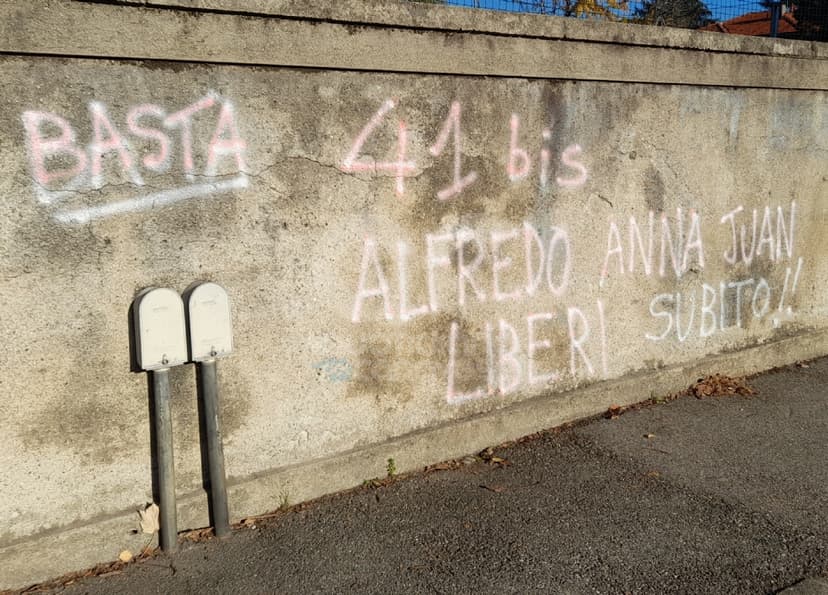 BASTA 41 bis
ALFREDO ANNA JUAN
LIBERI SUBITO!!